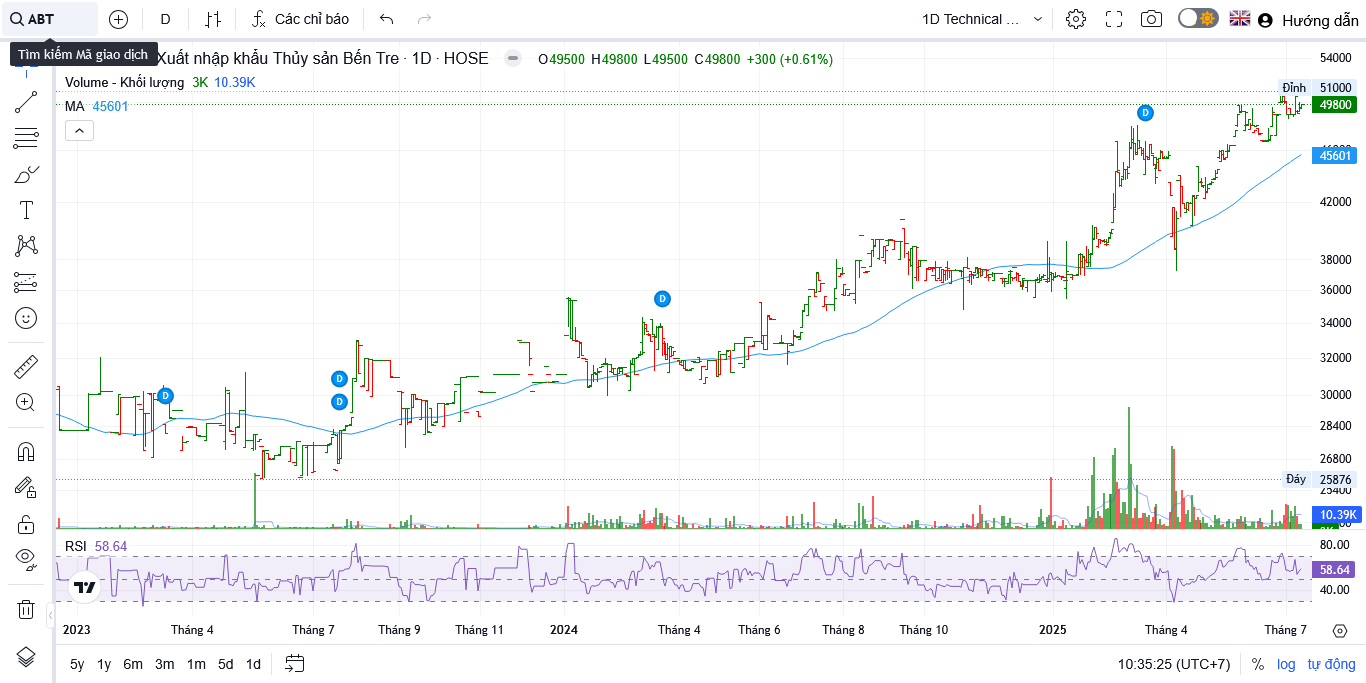 ABT D Các chỉ báo 1D Technical ... Hướng dẫn
Tìm kiếm Mã giao dịch Xuất nhập khẩu Thủy sản Bến Tre · 1D · HOSE O49500 H49800 L49500 C49800 +300 (+0.61%)
54000
Volume - Khối lượng 3K 10.39K
Đỉnh 51000
MA 45601
49800
D
45601
42000
38000
36000
D
34000
32000
D
D
D
30000
28400
26800
Đáy 25876
25400
10.39K
RSI 58.64
80.00
58.64
40.00
2023 Tháng 4 Tháng 7 Tháng 9 Tháng 11 2024 Tháng 4 Tháng 6 Tháng 8 Tháng 10 2025 Tháng 4 Tháng 7
5y 1y 6m 3m 1m 5d 1d 10:35:25 (UTC+7) % log tự động